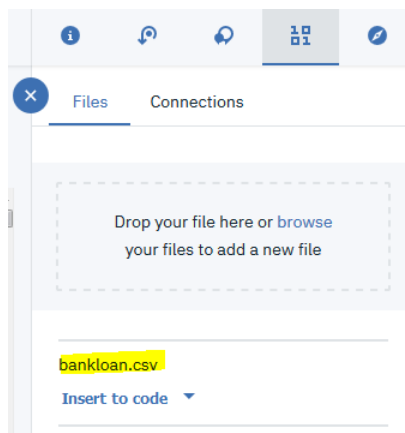 Files Connections
Drop your file here or browse
your files to add a new file
bankloan.csv
Insert to code